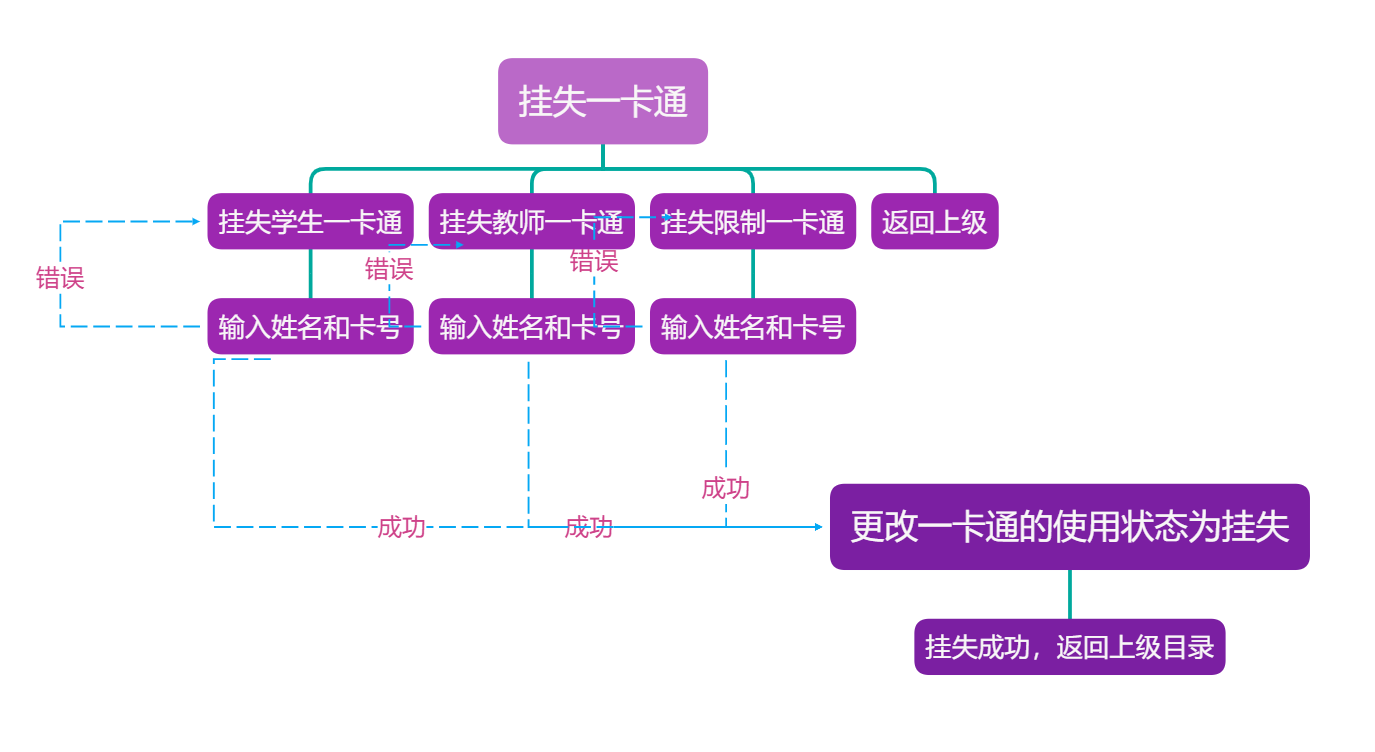 挂失一卡通
挂失学生一卡通
挂失教师一卡通
挂失限制一卡通
返回上级
错误
错误
错误
输入姓名和卡号
输入姓名和卡号
输入姓名和卡号
成功
成功
成功
更改一卡通的使用状态为挂失
挂失成功，返回上级目录